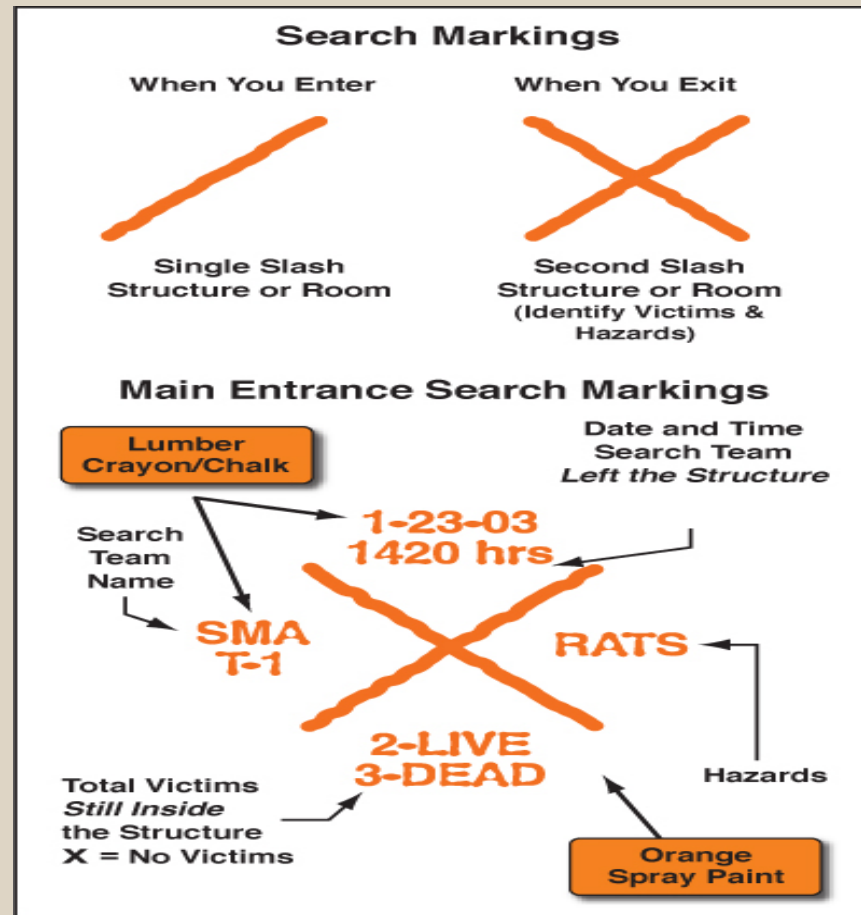 Search Markings
When You Enter
When You Exit
Single Slash
Structure or Room
Second Slash
Structure or Room
(Identify Victims &
Hazards)
Main Entrance Search Markings
Lumber
Crayon/Chalk
Date and Time
Search Team
Left the Structure
Search
Team
Name
1-23-03
1420 hrs
SMA
T-1
RATS
2-LIVE
3-DEAD
Total Victims
Still Inside
the Structure
X = No Victims
Hazards
Orange
Spray Paint